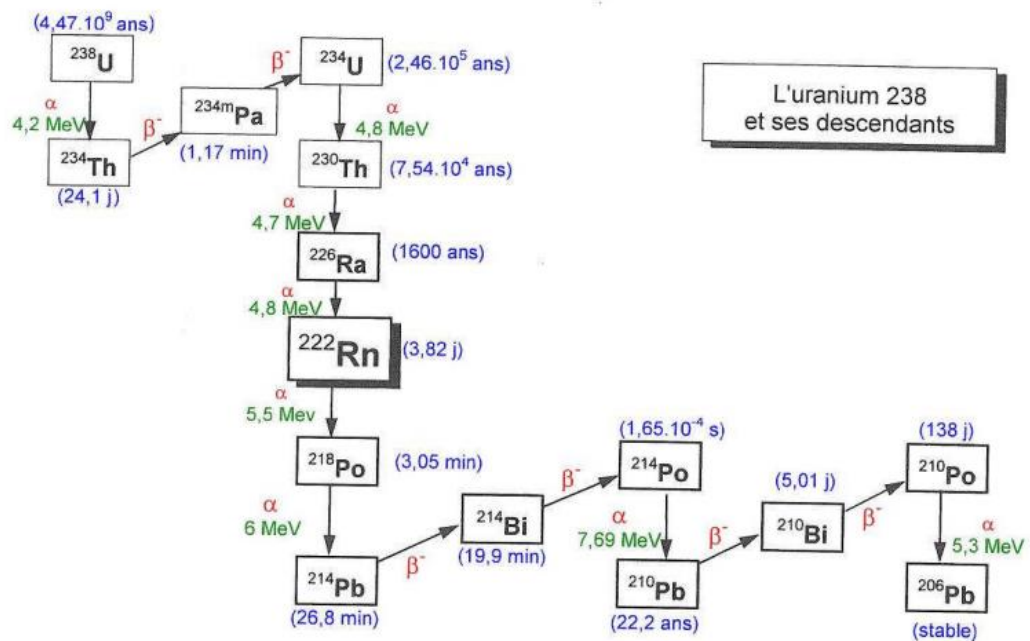 (4,47.10⁹ ans)
²³⁸U
α
4,2 MeV
²³⁴Th
(24,1 j)
β⁻
²³⁴ᵐPa
(1,17 min)
β⁻
²³⁴U
(2,46.10⁵ ans)
α
4,8 MeV
²³⁰Th
(7,54.10⁴ ans)
α
4,7 MeV
²²⁶Ra
(1600 ans)
α
4,8 MeV
²²²Rn
(3,82 j)
α
5,5 Mev
²¹⁸Po
(3,05 min)
α
6 MeV
²¹⁴Pb
(26,8 min)
β⁻
²¹⁴Bi
(19,9 min)
β⁻
(1,65.10⁻⁴ s)
²¹⁴Po
α
7,69 MeV
²¹⁰Pb
(22,2 ans)
β⁻
(5,01 j)
²¹⁰Bi
β⁻
(138 j)
²¹⁰Po
α
5,3 MeV
²⁰⁶Pb
(stable)
L'uranium 238
et ses descendants